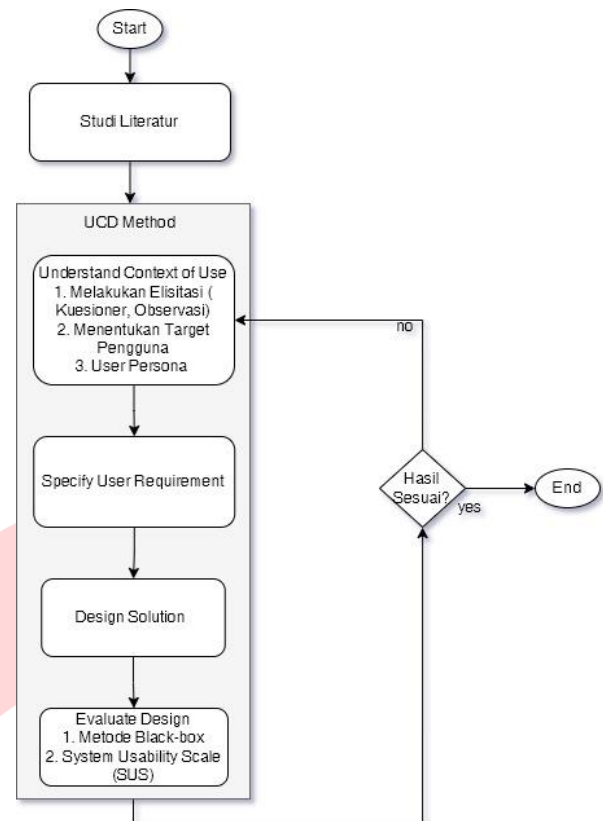 Start
Studi Literatur
UCD Method
Understand Context of Use
1. Melakukan Elisitasi (
Kuesioner, Observasi)
2. Menentukan Target
Pengguna
3. User Persona
Specify User Requirement
Design Solution
Evaluate Design
1. Metode Black-box
2. System Usability Scale
(SUS)
no
Hasil
Sesuai?
yes
End